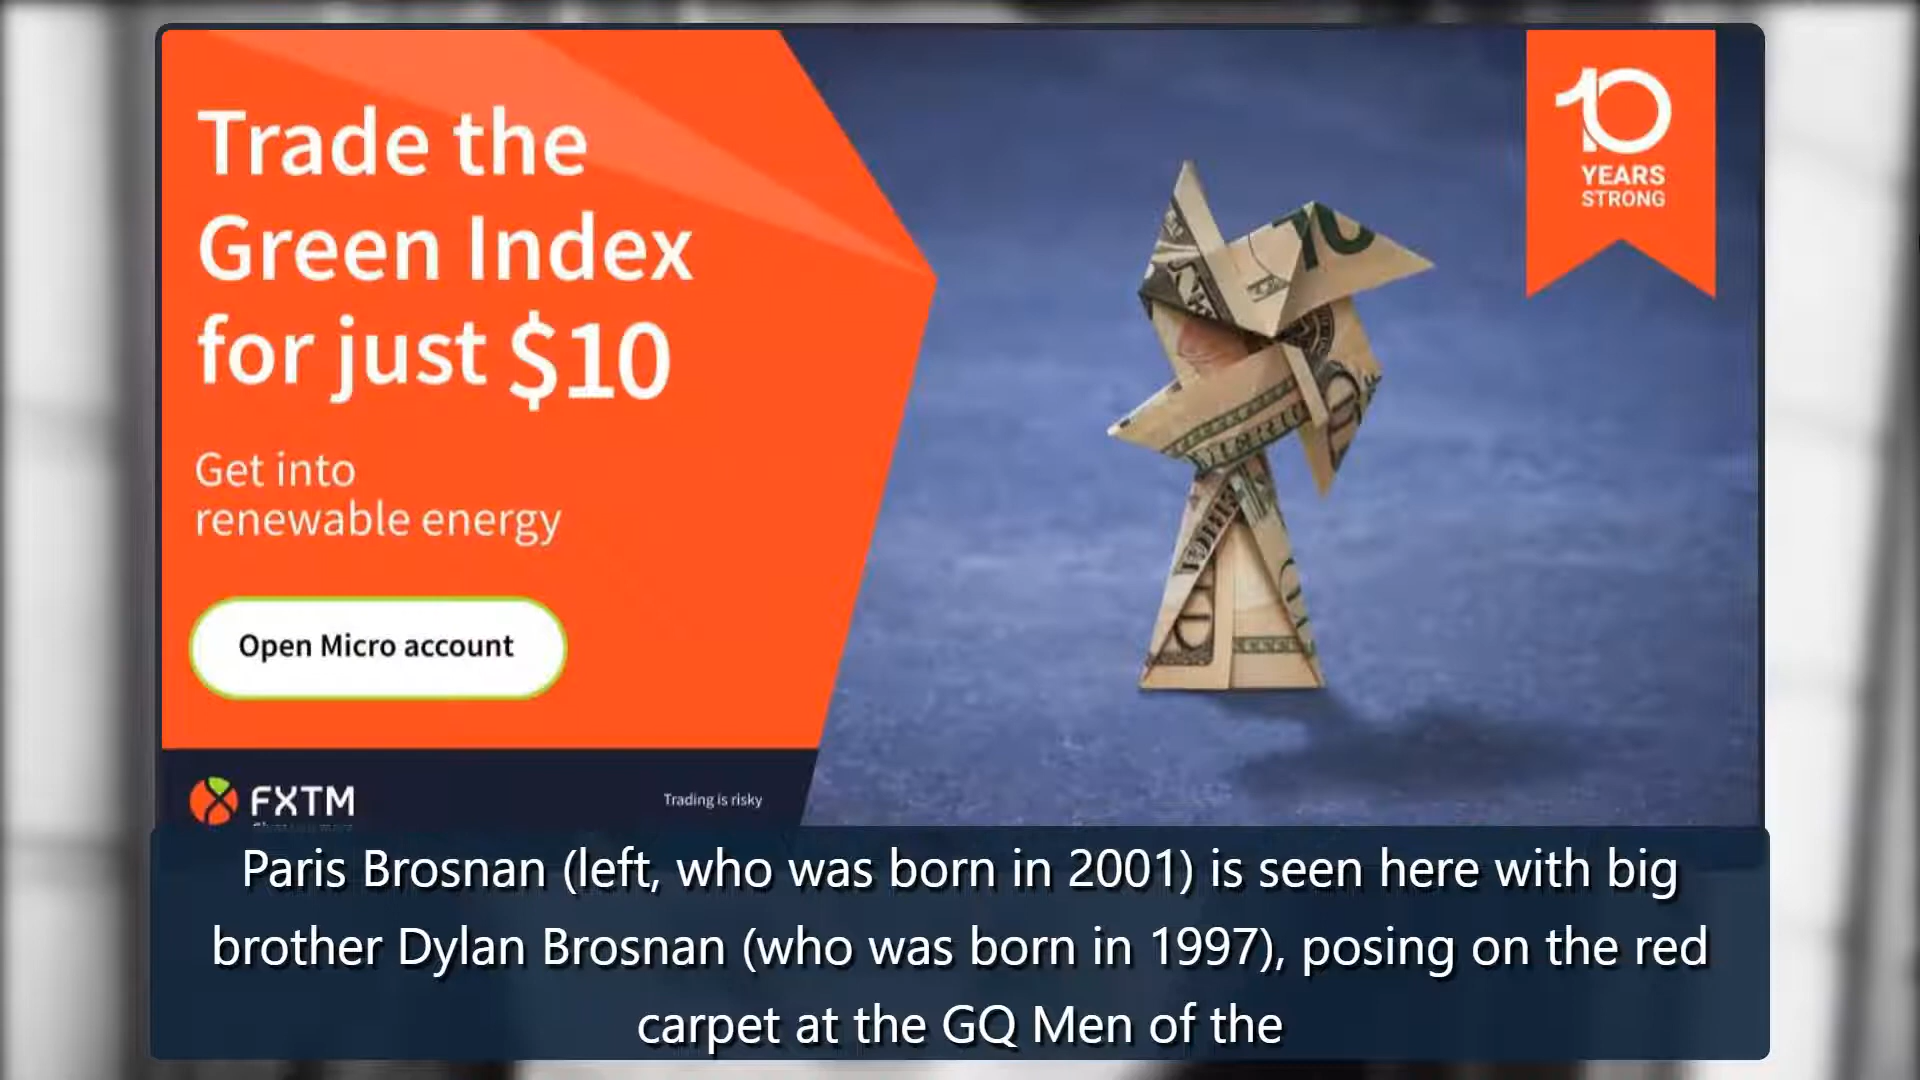 Trade the
Green Index
for just $10
Get into
renewable energy
Open Micro account
10
YEARS
STRONG
10
FXTM
Trading is risky
Paris Brosnan (left, who was born in 2001) is seen here with big
brother Dylan Brosnan (who was born in 1997), posing on the red
carpet at the GQ Men of the